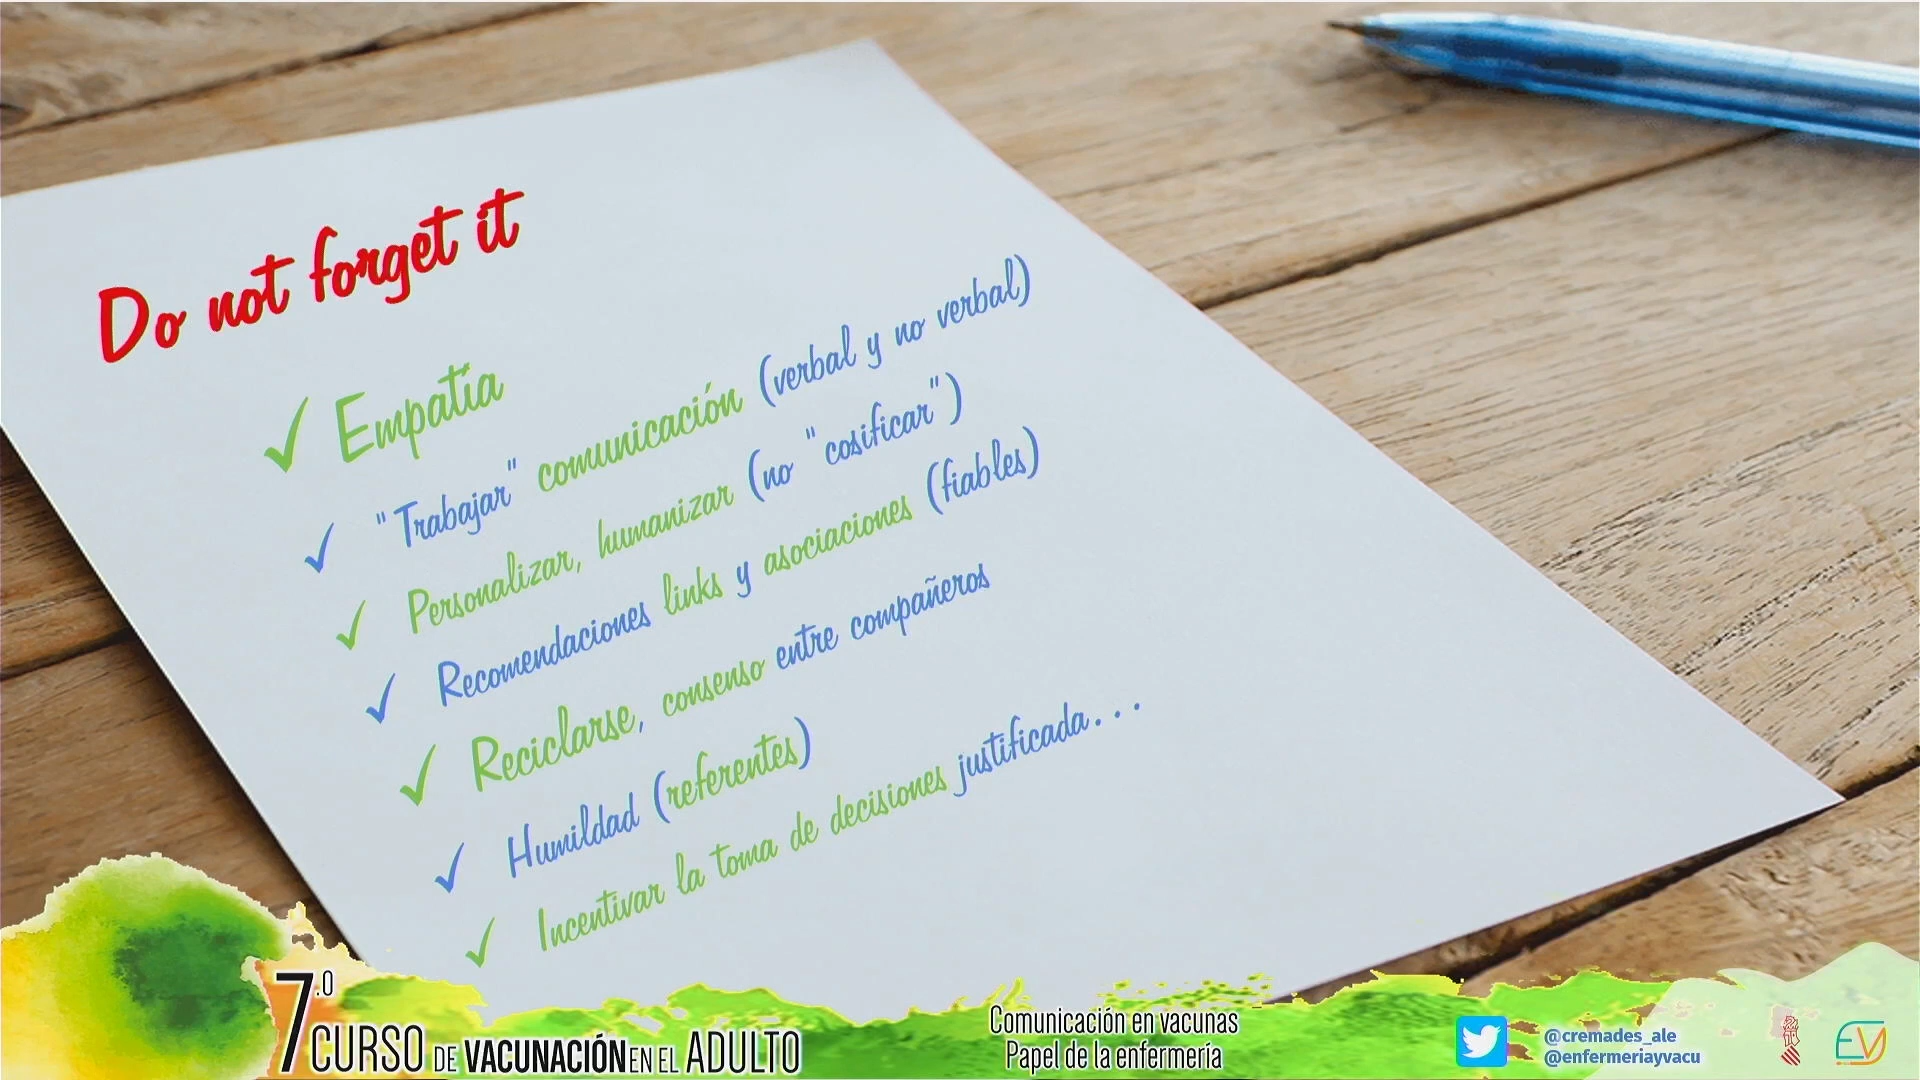 Do not forget it
✓ Empatía
✓ "Trabajar" comunicación (verbal y no verbal)
✓ Personalizar, humanizar (no "cosificar")
✓ Recomendaciones links y asociaciones (fiables)
✓ Reciclarse, consenso entre compañeros
✓ Humildad (referentes)
✓ Incentivar la toma de decisiones justificada...
7.º CURSO DE VACUNACIÓN EN EL ADULTO
Comunicación en vacunas
Papel de la enfermería
@cremades_ale
@enfermeriayvacu
EV